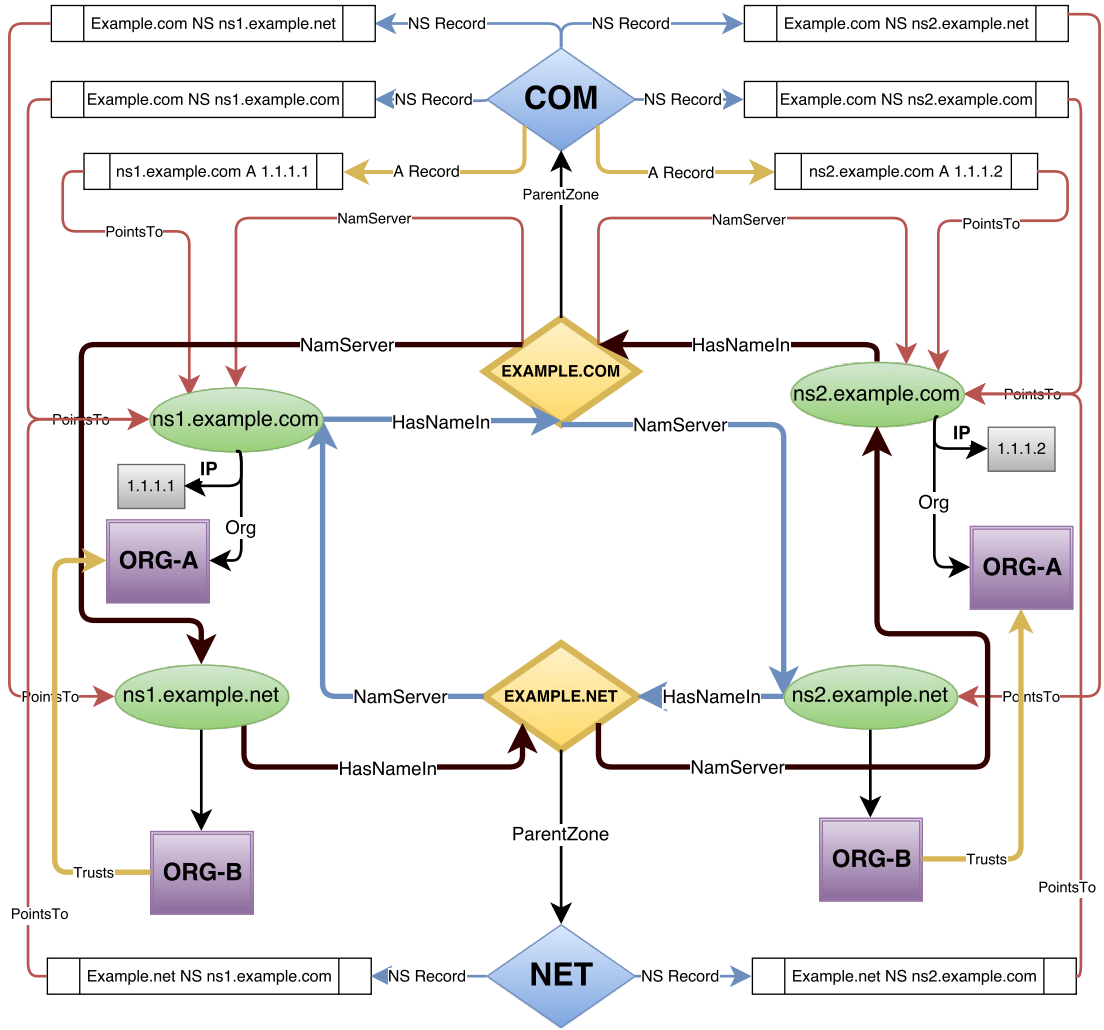 Example.com NS ns1.example.net
NS Record
NS Record
Example.com NS ns2.example.net
Example.com NS ns1.example.com
NS Record
COM
NS Record
Example.com NS ns2.example.com
ns1.example.com A 1.1.1.1
A Record
A Record
ns2.example.com A 1.1.1.2
ParentZone
NamServer
NamServer
PointsTo
PointsTo
NamServer
HasNameIn
EXAMPLE.COM
ns2.example.com
PointsTo
PointsTo
ns1.example.com
HasNameIn
NamServer
IP
1.1.1.2
IP
1.1.1.1
Org
Org
ORG-A
ORG-A
PointsTo
ns1.example.net
NamServer
EXAMPLE.NET
HasNameIn
ns2.example.net
PointsTo
HasNameIn
NamServer
ParentZone
ORG-B
Trusts
ORG-B
Trusts
PointsTo
PointsTo
Example.net NS ns1.example.com
NS Record
NET
NS Record
Example.net NS ns2.example.com